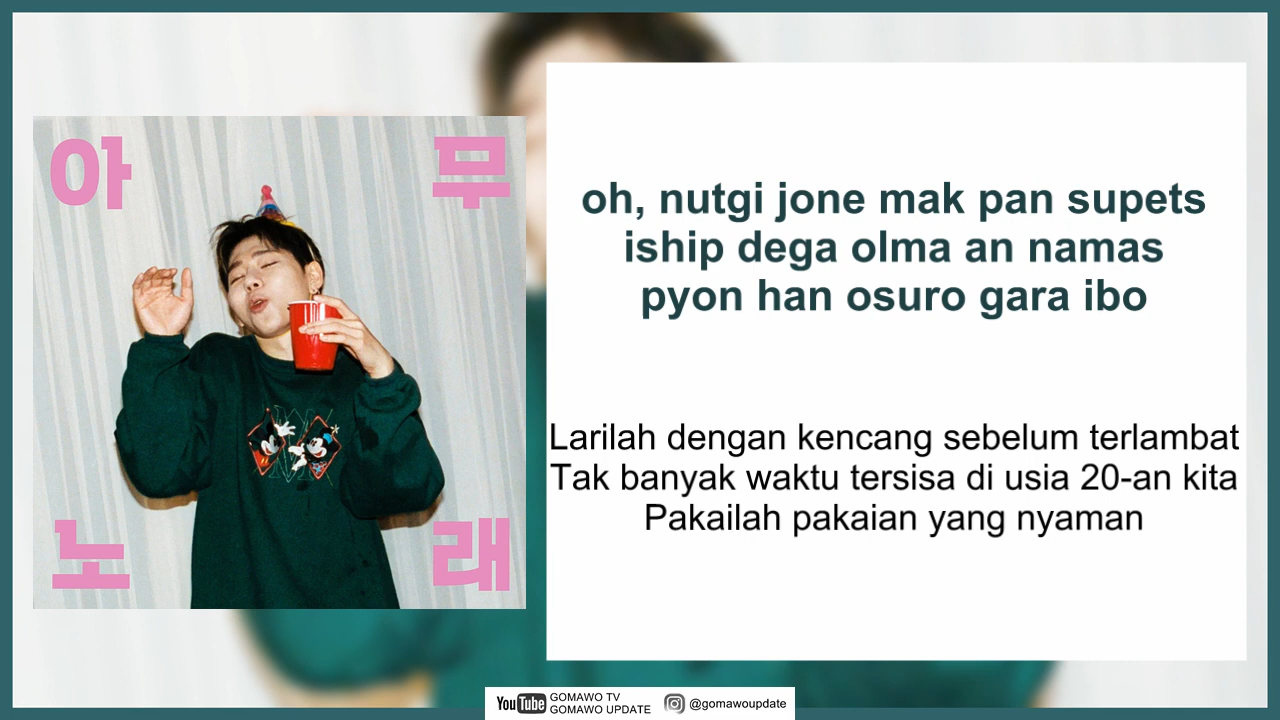 아 무
노 래
oh, nutgi jone mak pan supets
iship dega olma an namas
pyon han osuro gara ibo
Larilah dengan kencang sebelum terlambat
Tak banyak waktu tersisa di usia 20-an kita
Pakailah pakaian yang nyaman
YouTube GOMAWO TV
GOMAWO UPDATE
@gomawoupdate